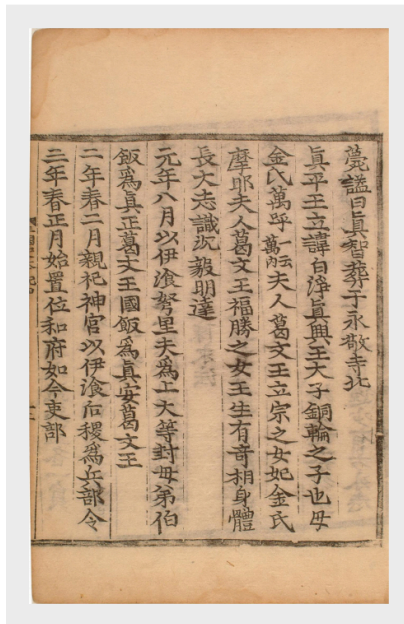 薨謚曰眞智葬于永敬寺北
眞平王立諱白淨眞興王大子銅輪之子也母
金氏萬呼一云萬內夫人葛文王立宗之女妃金氏
摩耶夫人葛文王福勝之女王生有竒相身體
長大志識沉毅明達
元年八月以伊飡弩里夫爲上大等封母弟伯
飯爲真正葛文王國飯爲真安葛文王
二年春二月親祀神宮以伊飡后稷爲兵部令
三年春正月始置位和府如今吏部